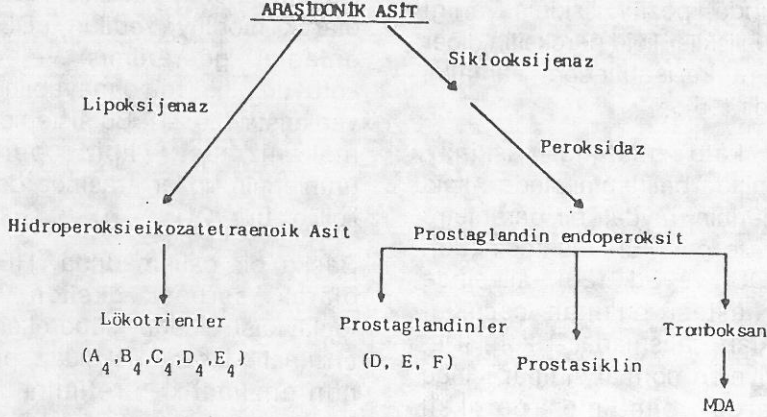 ARAŞİDONİK ASİT
Siklooksijenaz
Lipoksijenaz
Peroksidaz
Hidroperoksieikozatetraenoik Asit
Prostaglandin endoperoksit
Lökotrienler
(A4,B4,C4,D4,E4)
Prostaglandinler
(D, E, F)
Prostasiklin
Tromboksan
MDA